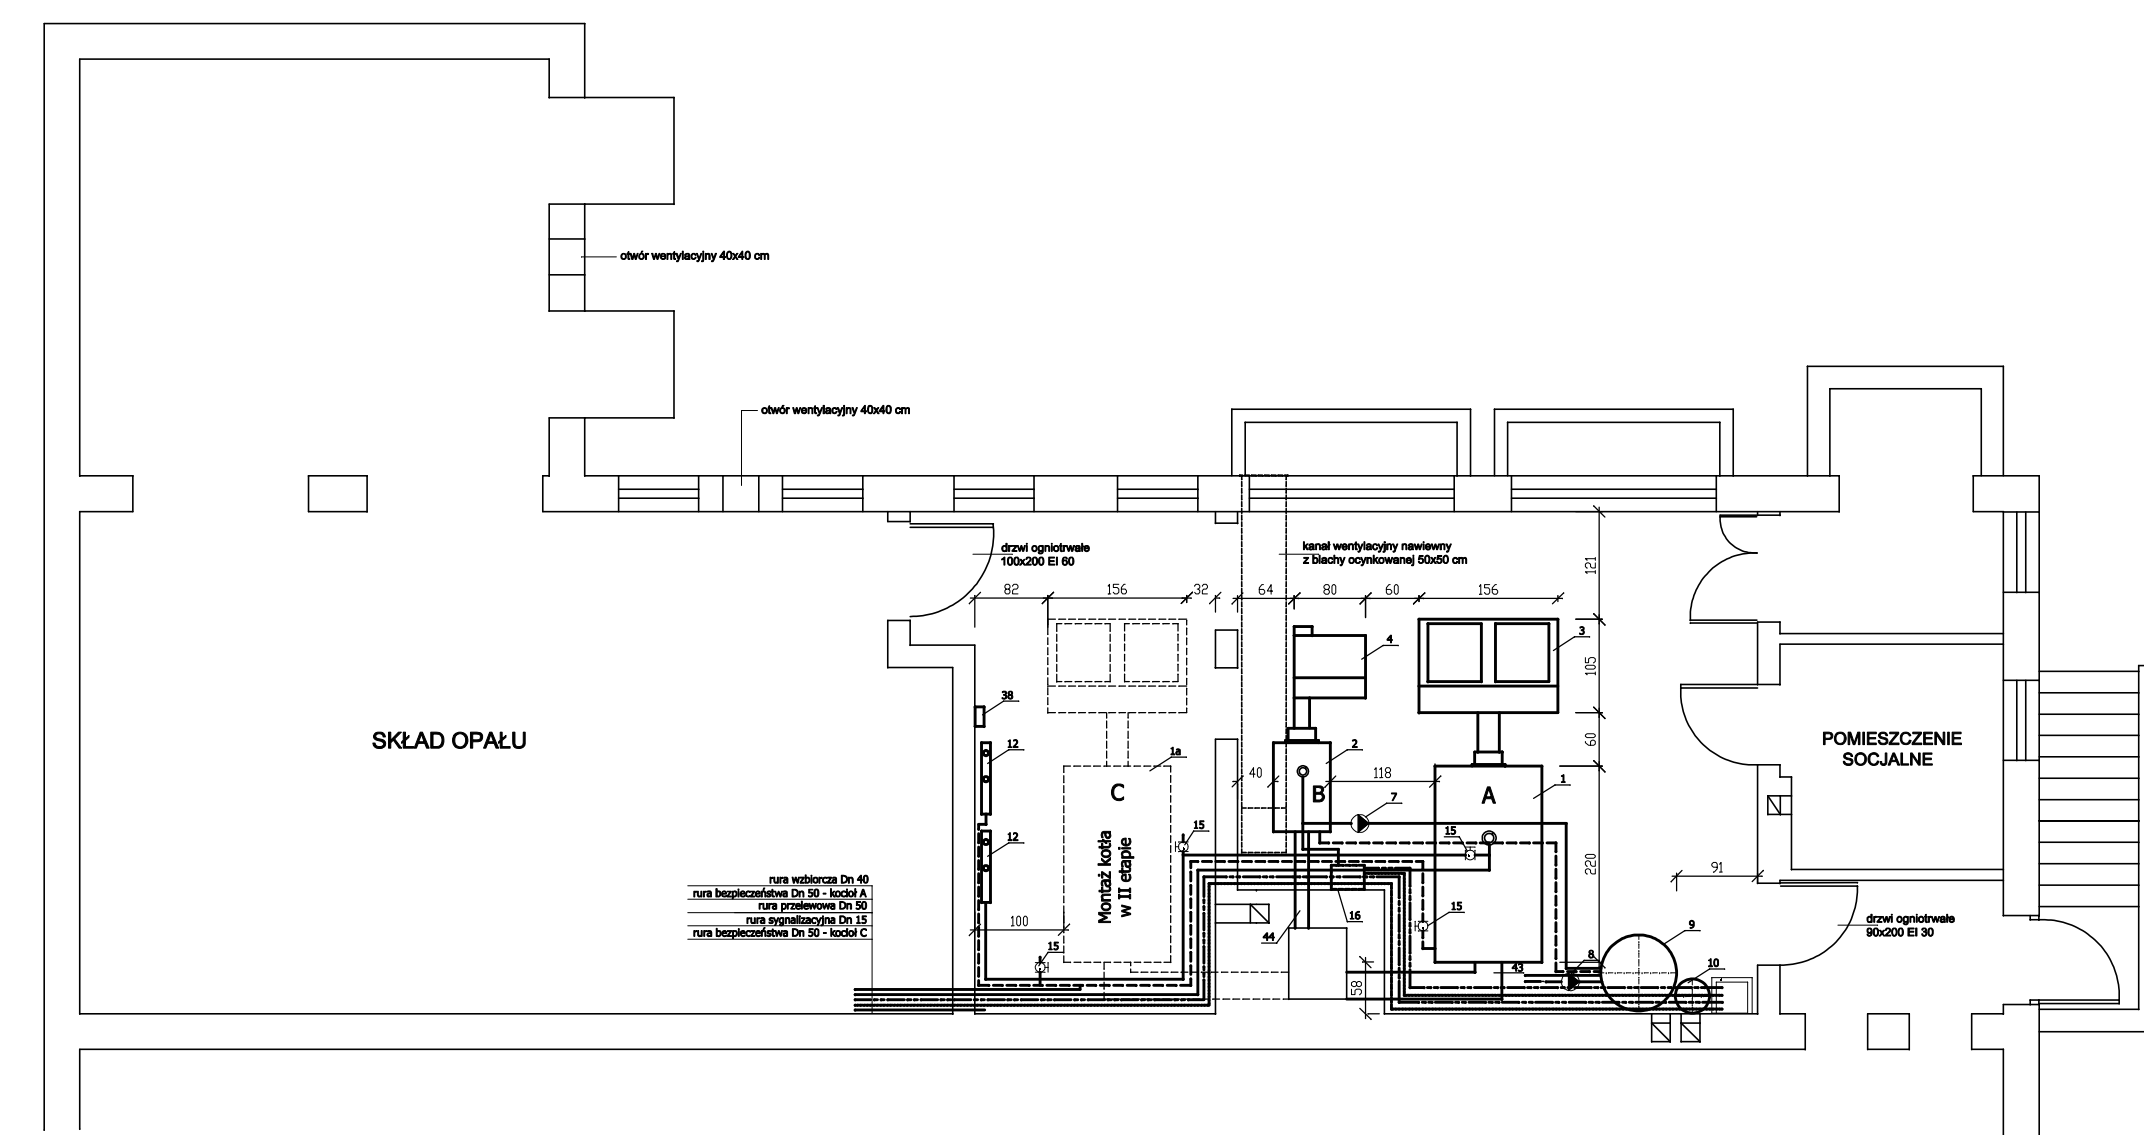 otwór wentylacyjny 40x40 cm
otwór wentylacyjny 40x40 cm
drzwi ogniotrwałe
100x200 EI 60
kanał wentylacyjny nawiewny
z blachy ocynkowanej 50x50 cm
82
156
32
64
80
60
156
121
105
60
220
4
3
38
12
1a
2
1
SKŁAD OPAŁU
POMIESZCZENIE
SOCJALNE
40
118
C
B
A
7
15
15
12
Montaż kotła
w II etapie
91
rura wzbiorcza Dn 40
rura bezpieczeństwa Dn 50 - kocioł A
rura przelewowa Dn 50
rura sygnalizacyjna Dn 15
rura bezpieczeństwa Dn 50 - kocioł C
100
15
16
15
44
drzwi ogniotrwałe
90x200 EI 30
9
8
10
43
58